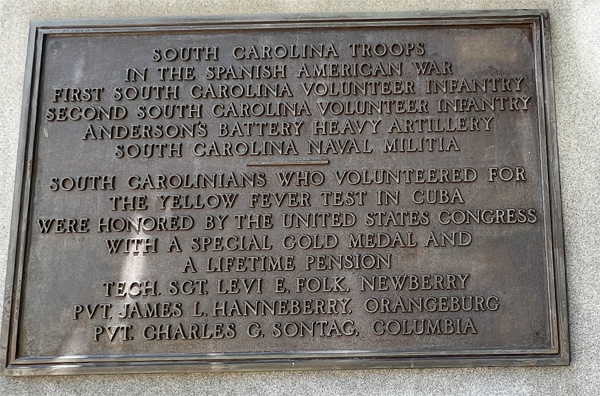 SOUTH CAROLINA TROOPS
IN THE SPANISH AMERICAN WAR
FIRST SOUTH CAROLINA VOLUNTEER INFANTRY
SECOND SOUTH CAROLINA VOLUNTEER INFANTRY
ANDERSON'S BATTERY HEAVY ARTILLERY
SOUTH CAROLINA NAVAL MILITIA
SOUTH CAROLINIANS WHO VOLUNTEERED FOR
THE YELLOW FEVER TEST IN CUBA
WERE HONORED BY THE UNITED STATES CONGRESS
WITH A SPECIAL GOLD MEDAL AND
A LIFETIME PENSION
TECH. SGT. LEVI E. FOLK, NEWBERRY
PVT. JAMES L. HANNEBERRY, ORANGEBURG
PVT. CHARLES G. SONTAG, COLUMBIA